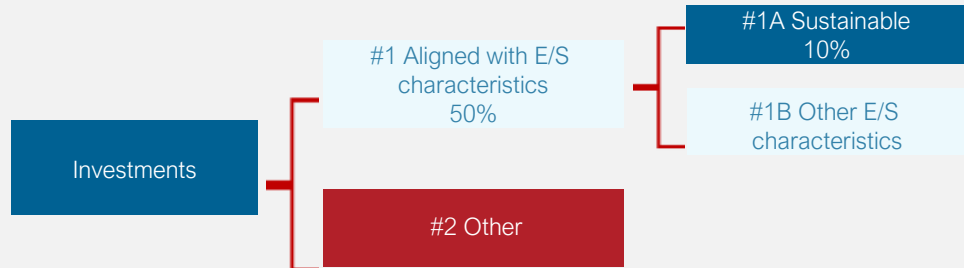 #1A Sustainable
10%
#1 Aligned with E/S
characteristics
50%
#1B Other E/S
characteristics
Investments
#2 Other